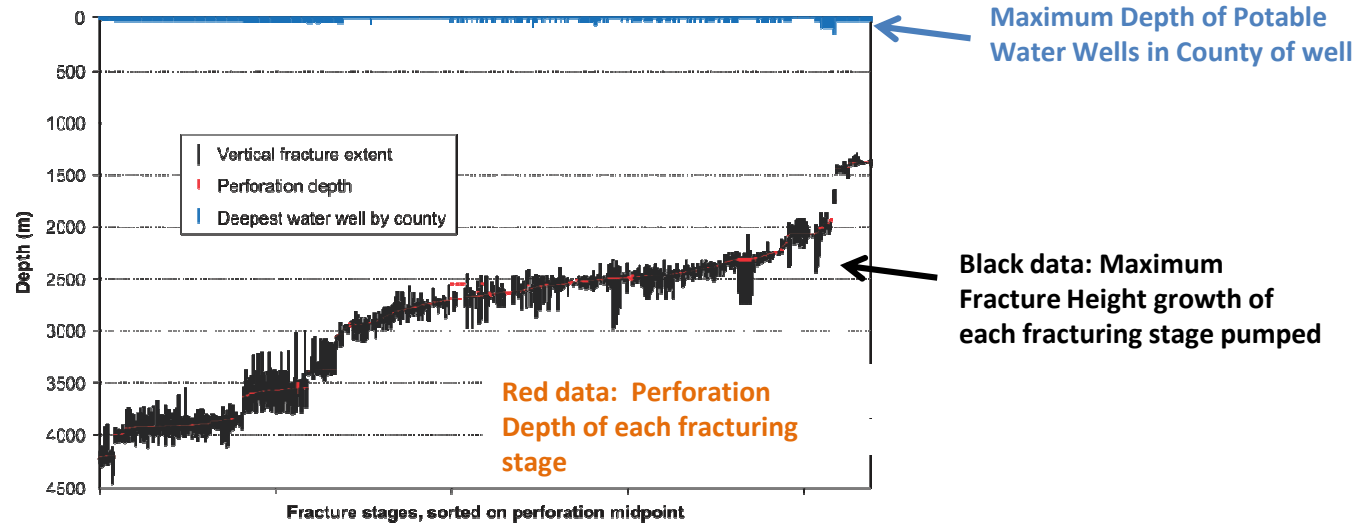 0
500
1000
1500
2000
2500
3000
3500
4000
4500
Depth (m)
Vertical fracture extent
Perforation depth
Deepest water well by county
Fracture stages, sorted on perforation midpoint
Maximum Depth of Potable
Water Wells in County of well
Black data: Maximum
Fracture Height growth of
each fracturing stage pumped
Red data:  Perforation
Depth of each fracturing
stage